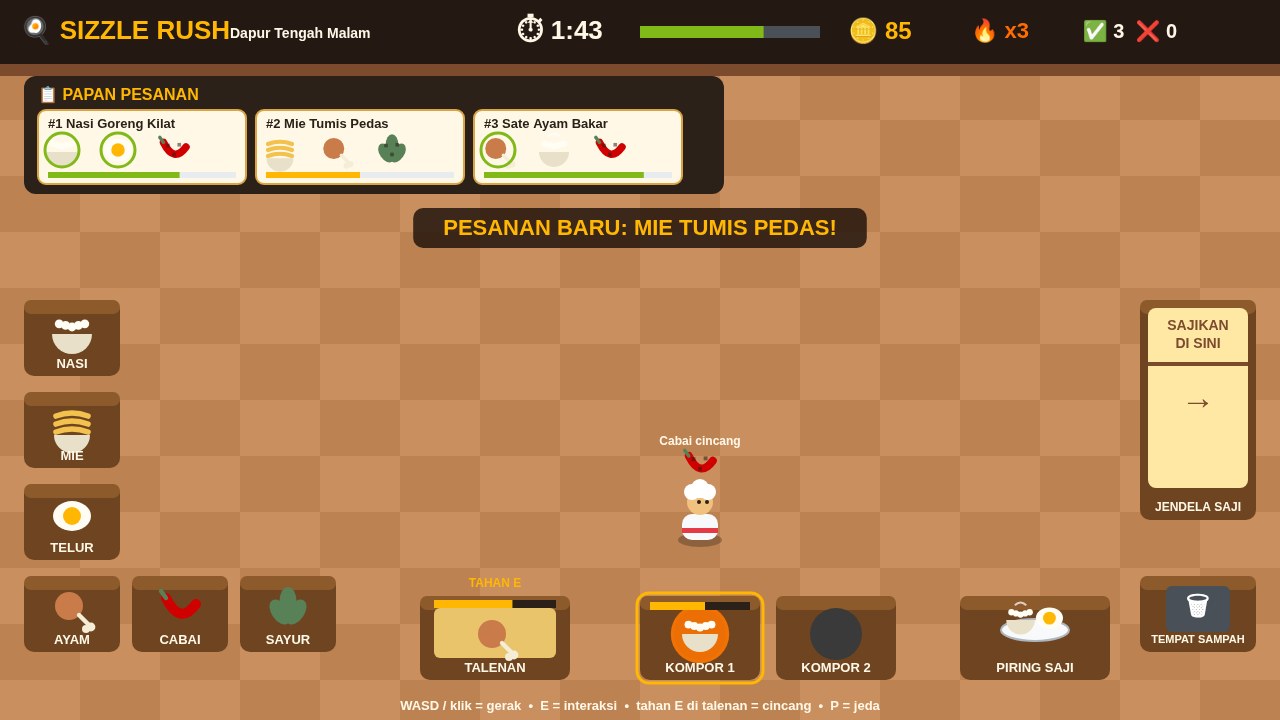 SIZZLE RUSH Dapur Tengah Malam
1:43
85
x3
3
0
PAPAN PESANAN
#1 Nasi Goreng Kilat
#2 Mie Tumis Pedas
#3 Sate Ayam Bakar
PESANAN BARU: MIE TUMIS PEDAS!
NASI
MIE
TELUR
AYAM
CABAI
SAYUR
Cabai cincang
TAHAN E
TALENAN
KOMPOR 1
KOMPOR 2
PIRING SAJI
SAJIKAN
DI SINI
→
JENDELA SAJI
TEMPAT SAMPAH
WASD / klik = gerak • E = interaksi • tahan E di talenan = cincang • P = jeda